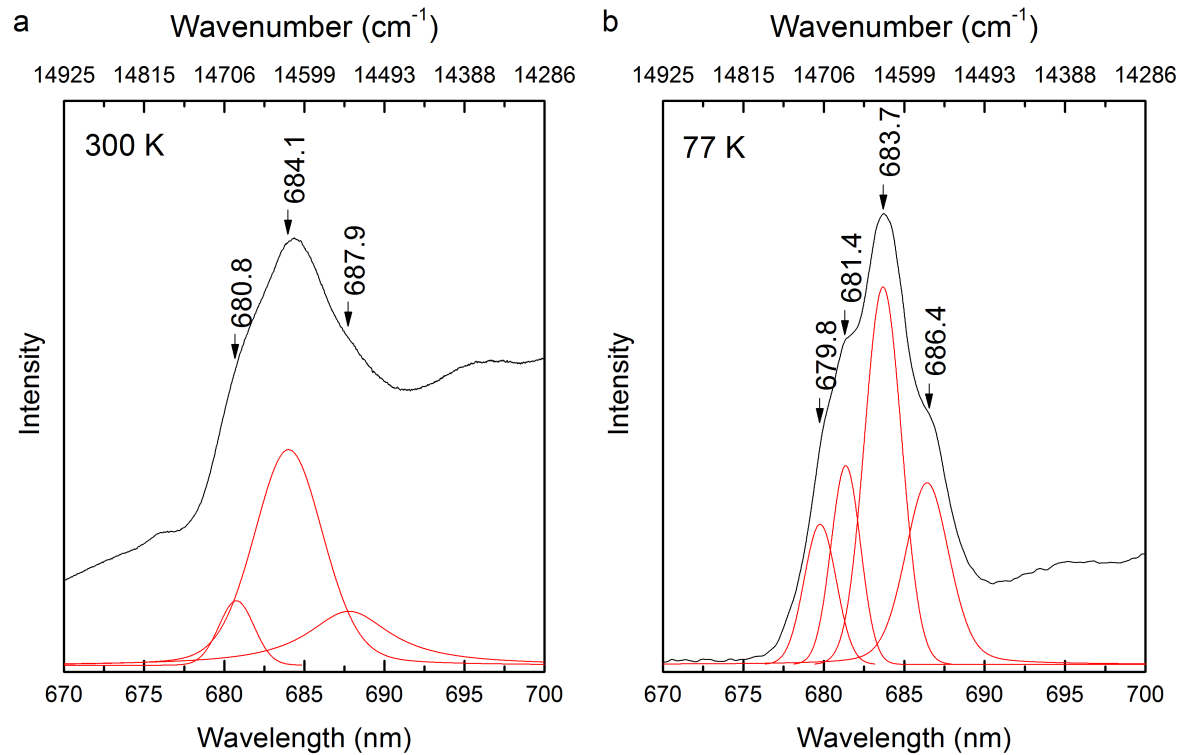 a
Wavenumber (cm-1)
14925 14815 14706 14599 14493 14388 14286
300 K
680.8
684.1
687.9
Intensity
670 675 680 685 690 695 700
Wavelength (nm)
b
Wavenumber (cm-1)
14925 14815 14706 14599 14493 14388 14286
77 K
679.8
681.4
683.7
686.4
Intensity
670 675 680 685 690 695 700
Wavelength (nm)